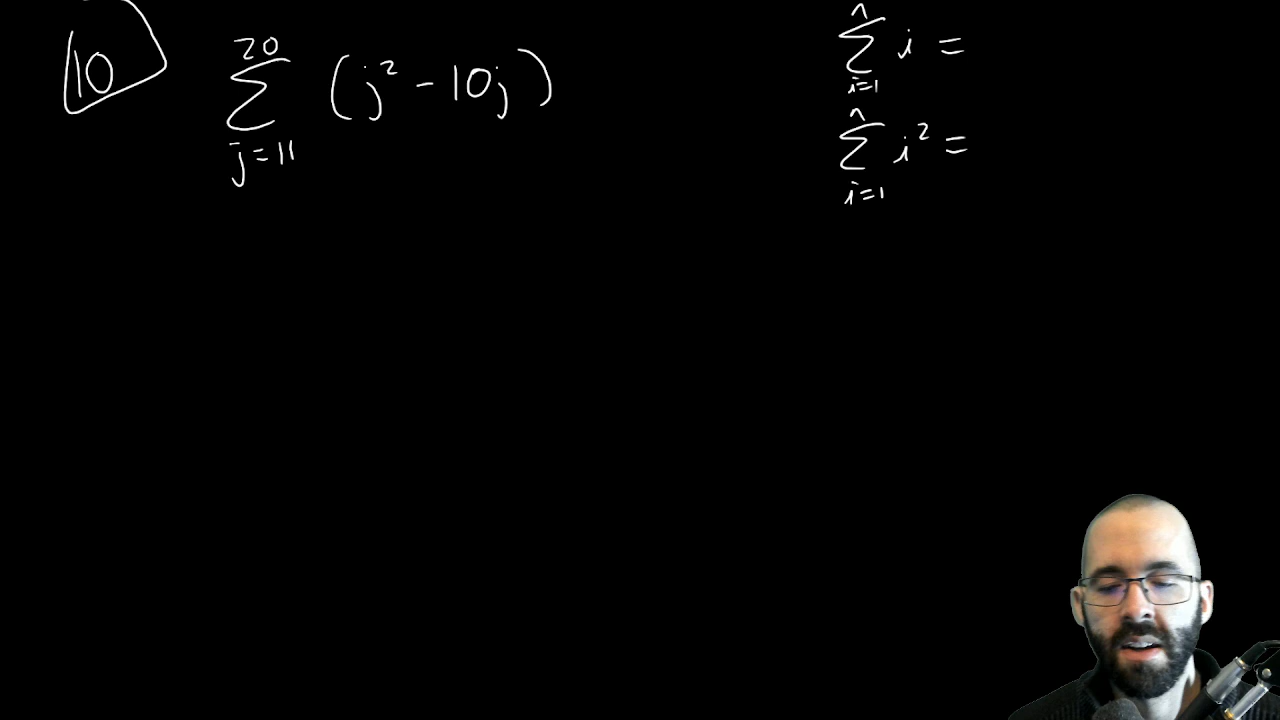 10
20
∑ (j² - 10j)
j=11
n
∑ i =
i=1
n
∑ i² =
i=1